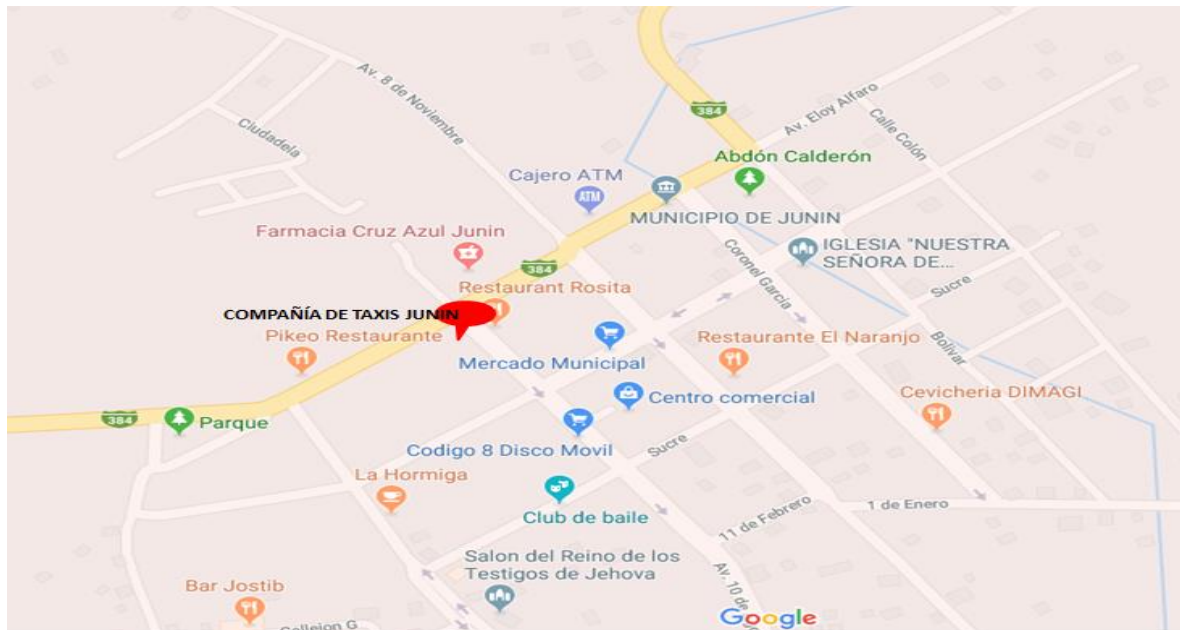 Av. 8 de Noviembre
384
Av. Eloy Alfaro
Calle Colón
Ciudadela
Abdón Calderón
Cajero ATM
ATM
MUNICIPIO DE JUNIN
Farmacia Cruz Azul Junin
IGLESIA "NUESTRA
SEÑORA DE...
Coronel García
384
Restaurant Rosita
Sucre
COMPAÑÍA DE TAXIS JUNIN
Pikeo Restaurante
Restaurante El Naranjo
Bolívar
Mercado Municipal
Centro comercial
Cevicheria DIMAGI
384
Parque
Codigo 8 Disco Movil
Sucre
La Hormiga
Club de baile
11 de Febrero
1 de Enero
Salon del Reino de los
Testigos de Jehova
Av. 10 de
Bar Jostib
Callejon G
Google